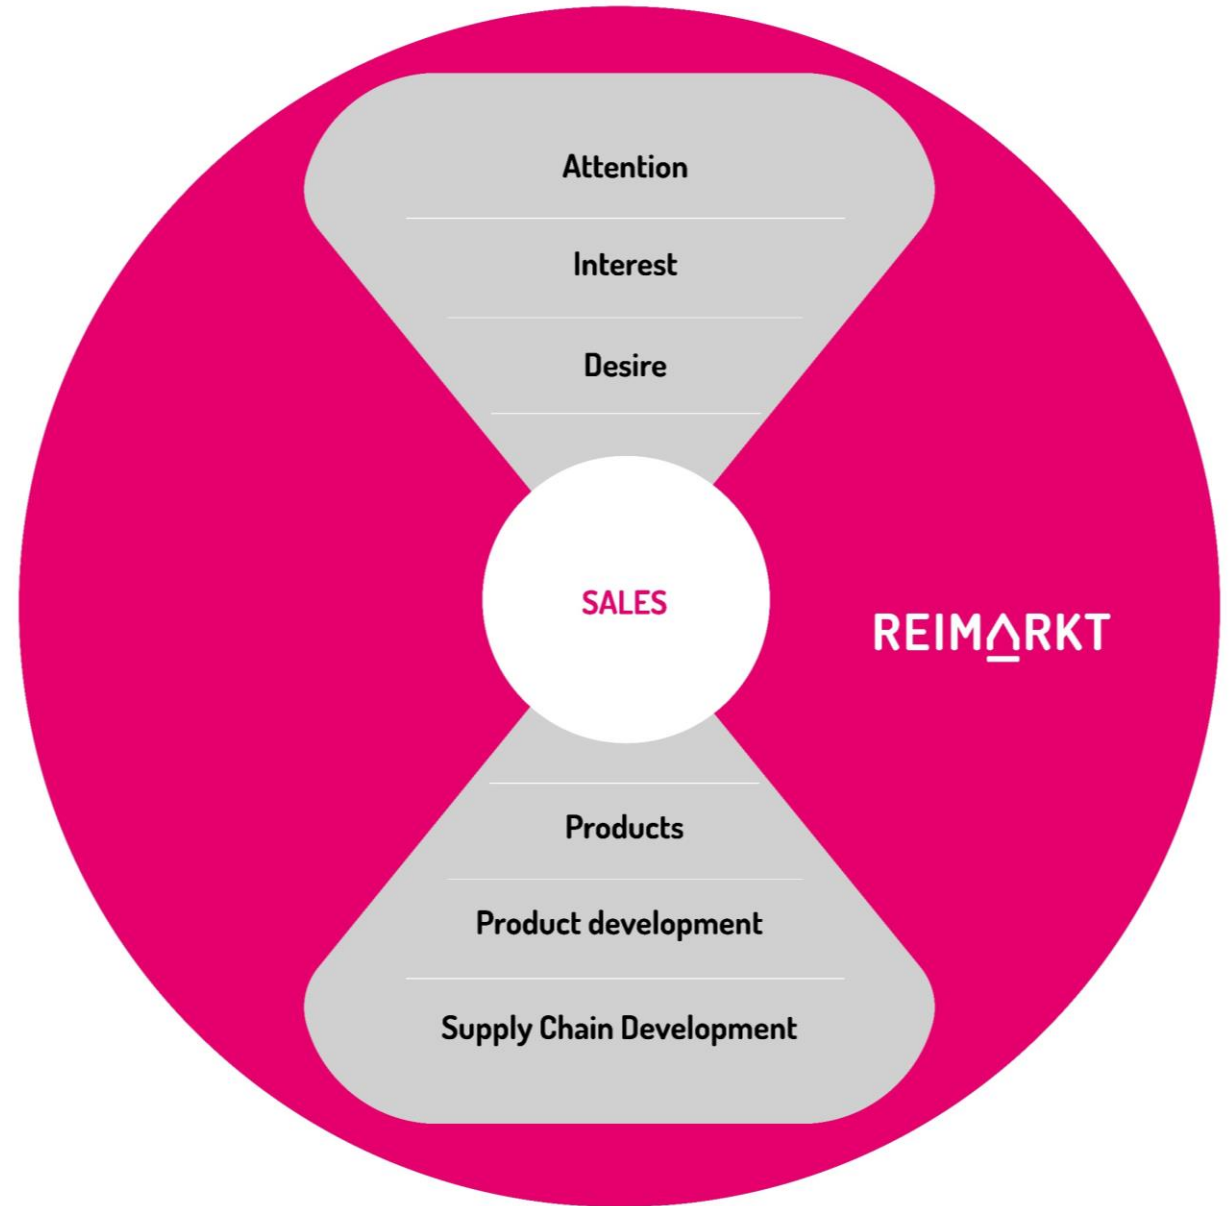 Attention
Interest
Desire
SALES
REIMARKT
Products
Product development
Supply Chain Development